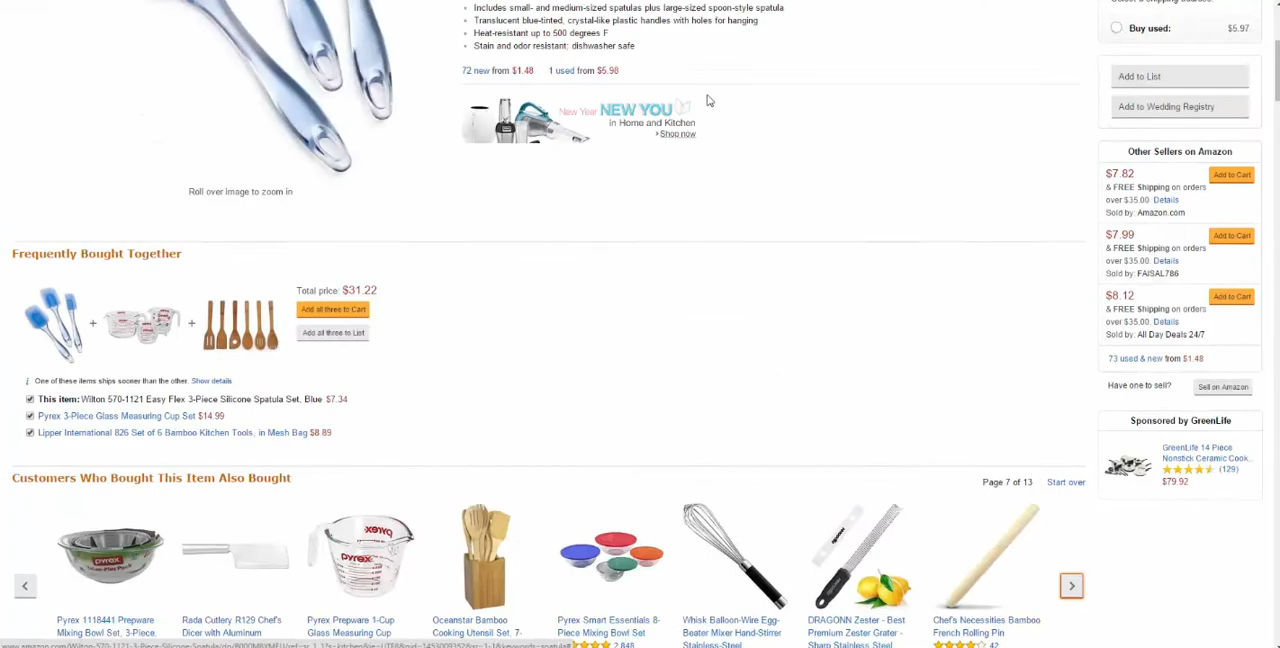 Buy used: $5.97
Includes small- and medium-sized spatulas plus large-sized spoon-style spatula
Translucent blue-tinted, crystal-like plastic handles with holes for hanging
Heat-resistant up to 500 degrees F
Stain and odor resistant; dishwasher safe
72 new from $1.48 1 used from $5.98
New Year NEW YOU
in Home and Kitchen
Shop now
Roll over image to zoom in
Add to List
Add to Wedding Registry
Other Sellers on Amazon
$7.82 Add to Cart
& FREE Shipping on orders
over $35.00. Details
Sold by: Amazon.com
$7.99 Add to Cart
& FREE Shipping on orders
over $35.00. Details
Sold by: FAISAL786
$8.12 Add to Cart
& FREE Shipping on orders
over $35.00. Details
Sold by: All Day Deals 24/7
73 used & new from $1.48
Have one to sell? Sell on Amazon
Sponsored by GreenLife
GreenLife 14 Piece
Nonstick Ceramic Cook...
(129)
$79.92
Frequently Bought Together
Total price: $31.22
Add all three to Cart
Add all three to List
One of these items ships sooner than the other. Show details
This item: Wilton 570-1121 Easy Flex 3-Piece Silicone Spatula Set, Blue $7.34
Pyrex 3-Piece Glass Measuring Cup Set $14.99
Lipper International 826 Set of 6 Bamboo Kitchen Tools, in Mesh Bag $8.89
Customers Who Bought This Item Also Bought
Page 7 of 13 Start over
Pyrex 1118441 Prepware
Mixing Bowl Set, 3-Piece,
Rada Cutlery R129 Chef's
Dicer with Aluminum
Pyrex Prepware 1-Cup
Glass Measuring Cup
Oceanstar Bamboo
Cooking Utensil Set, 7-
Pyrex Smart Essentials 8-
Piece Mixing Bowl Set
2,848
Whisk Balloon-Wire Egg-
Beater Mixer Hand-Stirrer
Stainless-Steel
DRAGONN Zester - Best
Premium Zester Grater -
Sharp Stainless Steel
Chef's Necessities Bamboo
French Rolling Pin
42